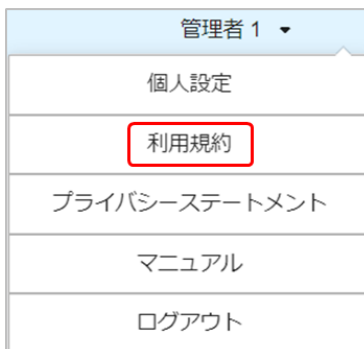 管理者 1
個人設定
利用規約
プライバシーステートメント
マニュアル
ログアウト